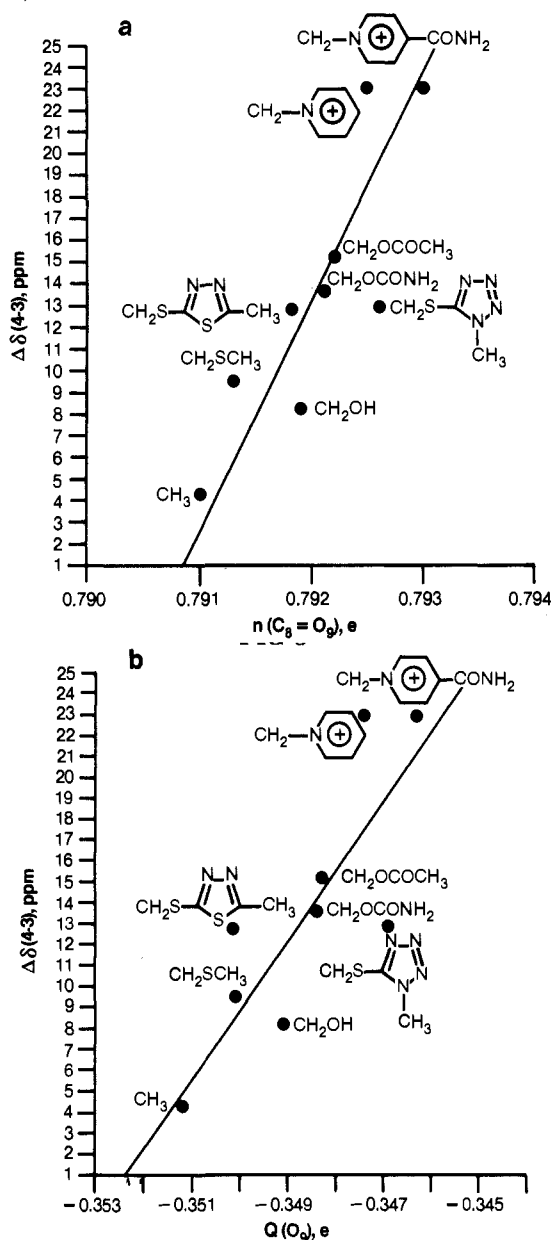 a
CH2—N + CONH2
CH2—N +
25
24
23
22
21
20
19
18
17
16
15
14
13
12
11
10
9
8
7
6
5
4
3
2
1
Δδ(4-3), ppm
CH2OCOCH3
CH2OCONH2
N—N
CH2S S CH3
CH2S N N N N
CH3
CH2SCH3
CH2OH
CH3
0.790 0.791 0.792 0.793 0.794
n (C8 = O9), e
b
CH2—N + CONH2
CH2—N +
25
24
23
22
21
20
19
18
17
16
15
14
13
12
11
10
9
8
7
6
5
4
3
2
1
Δδ(4-3), ppm
CH2OCOCH3
CH2OCONH2
N—N
CH2S S CH3
CH2S N N N N
CH3
CH2SCH3
CH2OH
CH3
−0.353 −0.351 −0.349 −0.347 −0.345
Q (O9), e